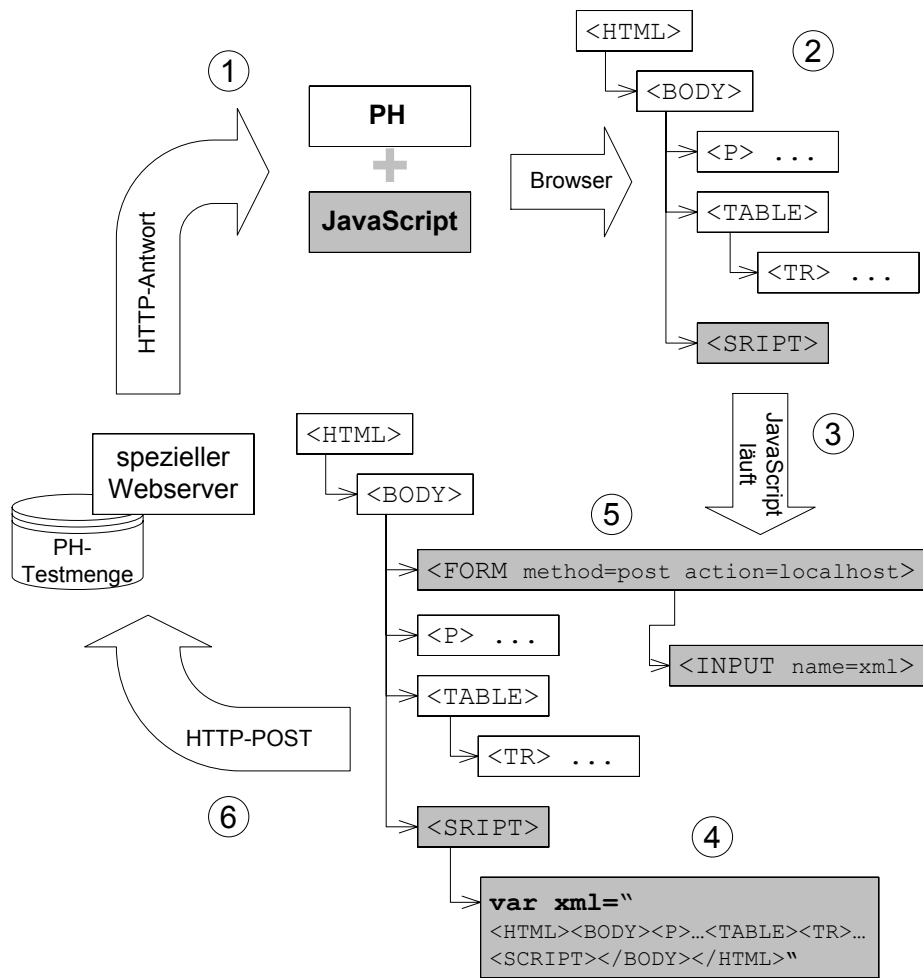 ①
HTTP-Antwort
PH
JavaScript
Browser
②
<HTML>
<BODY>
<P> ...
<TABLE>
<TR> ...
<SRIPT>
③
JavaScript
läuft
④
var xml=“
<HTML><BODY><P>…<TABLE><TR>…
<SCRIPT></BODY></HTML>“
⑤
<HTML>
<BODY>
<FORM method=post action=localhost>
<INPUT name=xml>
<P> ...
<TABLE>
<TR> ...
<SRIPT>
⑥
HTTP-POST
spezieller
Webserver
PH-
Testmenge